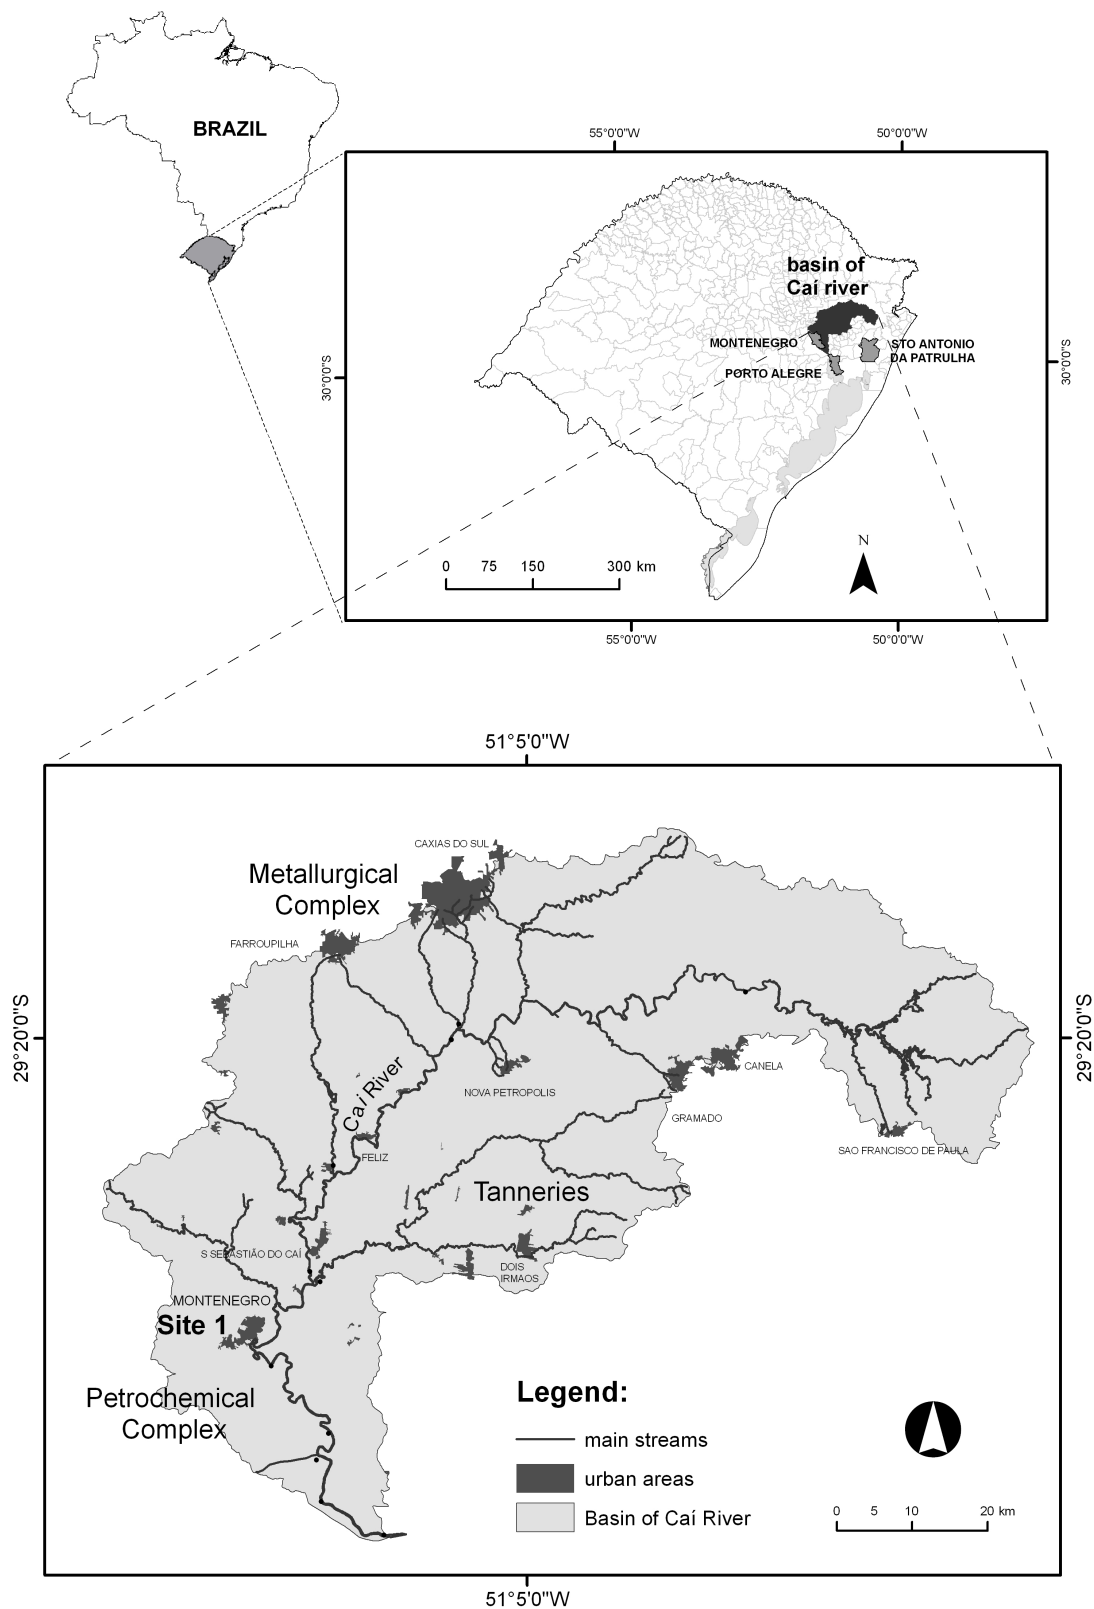 BRAZIL
55°0'0"W
50°0'0"W
basin of
Caí river
MONTENEGRO
STO ANTONIO
DA PATRULHA
PORTO ALEGRE
30°0'0"S
30°0'0"S
N
0 75 150 300 km
55°0'0"W
50°0'0"W
51°5'0"W
CAXIAS DO SUL
Metallurgical
Complex
FARROUPILHA
29°20'0"S
29°20'0"S
Caí River
NOVA PETROPOLIS
CANELA
GRAMADO
FELIZ
SAO FRANCISCO DE PAULA
Tanneries
S SEBASTIÃO DO CAÍ
DOIS
IRMAOS
MONTENEGRO
Site 1
Petrochemical
Complex
Legend:
main streams
urban areas
Basin of Caí River
0 5 10 20 km
51°5'0"W